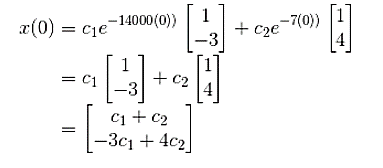 x(0) = c₁e^{-14000(0))} [1; -3] + c₂e^{-7(0))} [1; 4]
= c₁ [1; -3] + c₂ [1; 4]
= [c₁ + c₂; -3c₁ + 4c₂]